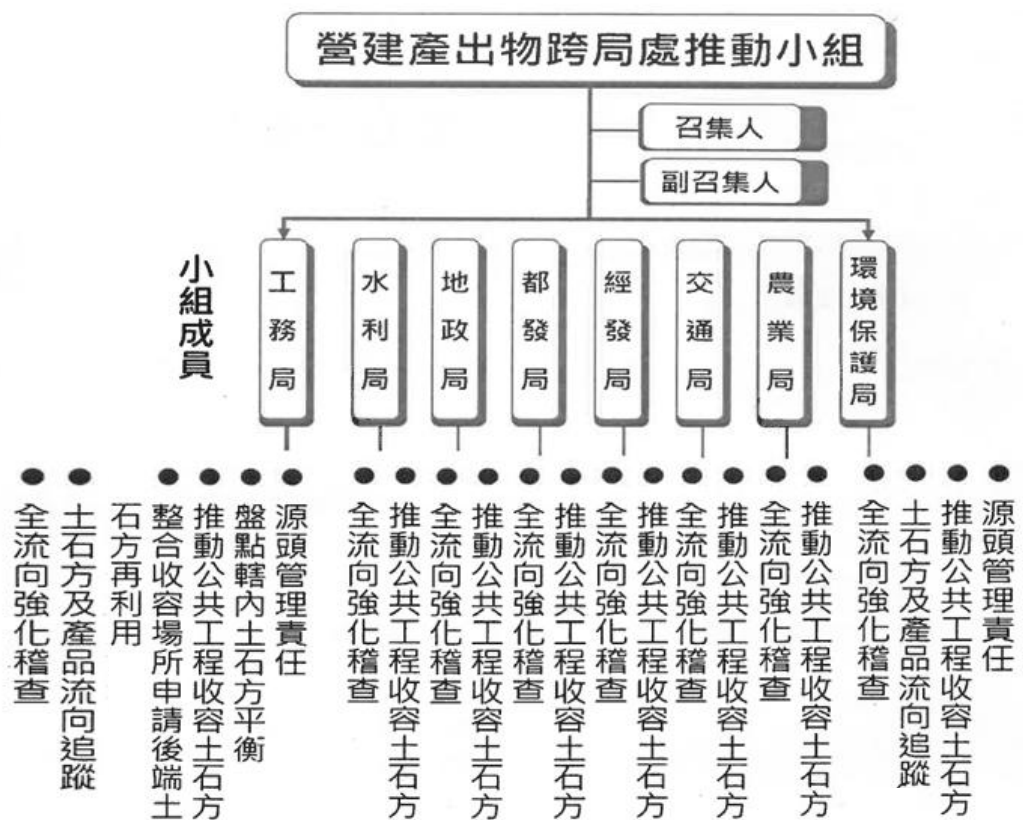 營建產出物跨局處推動小組
召集人
副召集人
小組成員
工務局
水利局
地政局
都發局
經發局
交通局
農業局
環境保護局
●源頭管理責任
盤點轄內土石方平衡
●推動公共工程收容土石方
●整合收容場所申請後端土
石方再利用
●土石方及產品流向追蹤
●全流向強化稽查
●推動公共工程收容土石方
●全流向強化稽查
●推動公共工程收容土石方
●全流向強化稽查
●推動公共工程收容土石方
●全流向強化稽查
●推動公共工程收容土石方
●全流向強化稽查
●推動公共工程收容土石方
●全流向強化稽查
●推動公共工程收容土石方
●全流向強化稽查
●源頭管理責任
●推動公共工程收容土石方
●土石方及產品流向追蹤
●全流向強化稽查